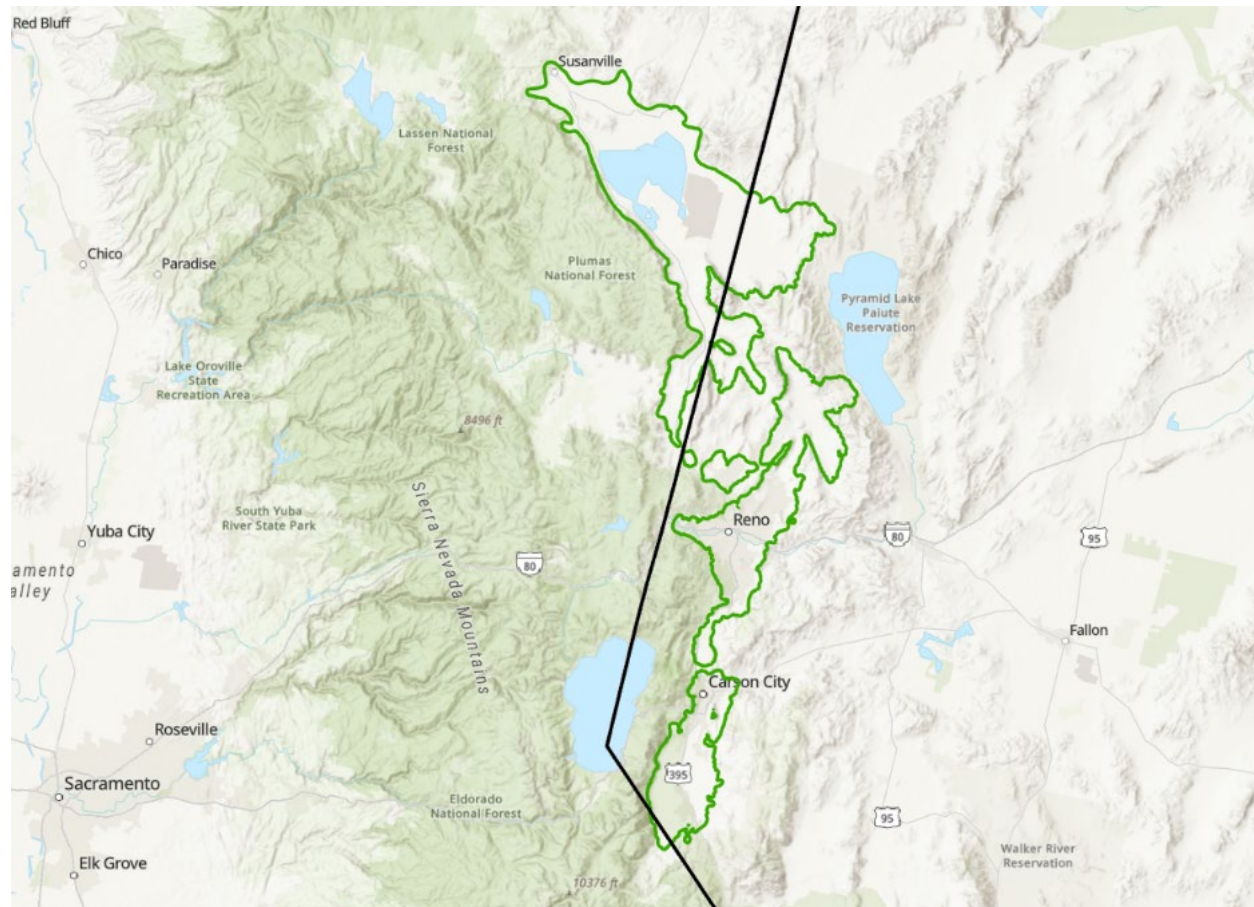 Red Bluff
Susanville
Lassen National
Forest
Chico
Paradise
Plumas
National Forest
Pyramid Lake
Paiute
Reservation
Lake Oroville
State
Recreation Area
8496 ft
Sierra Nevada Mountains
South Yuba
River State Park
Yuba City
Reno
80
80
95
amento
alley
Fallon
Carson City
Roseville
395
Sacramento
Eldorado
National Forest
95
Walker River
Reservation
Elk Grove
10376 ft